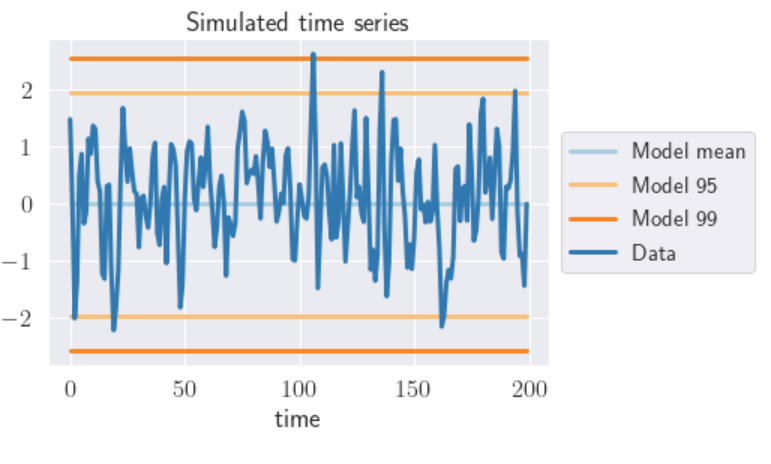 Simulated time series
2
1
0
−1
−2
0
50
100
150
200
time
Model mean
Model 95
Model 99
Data